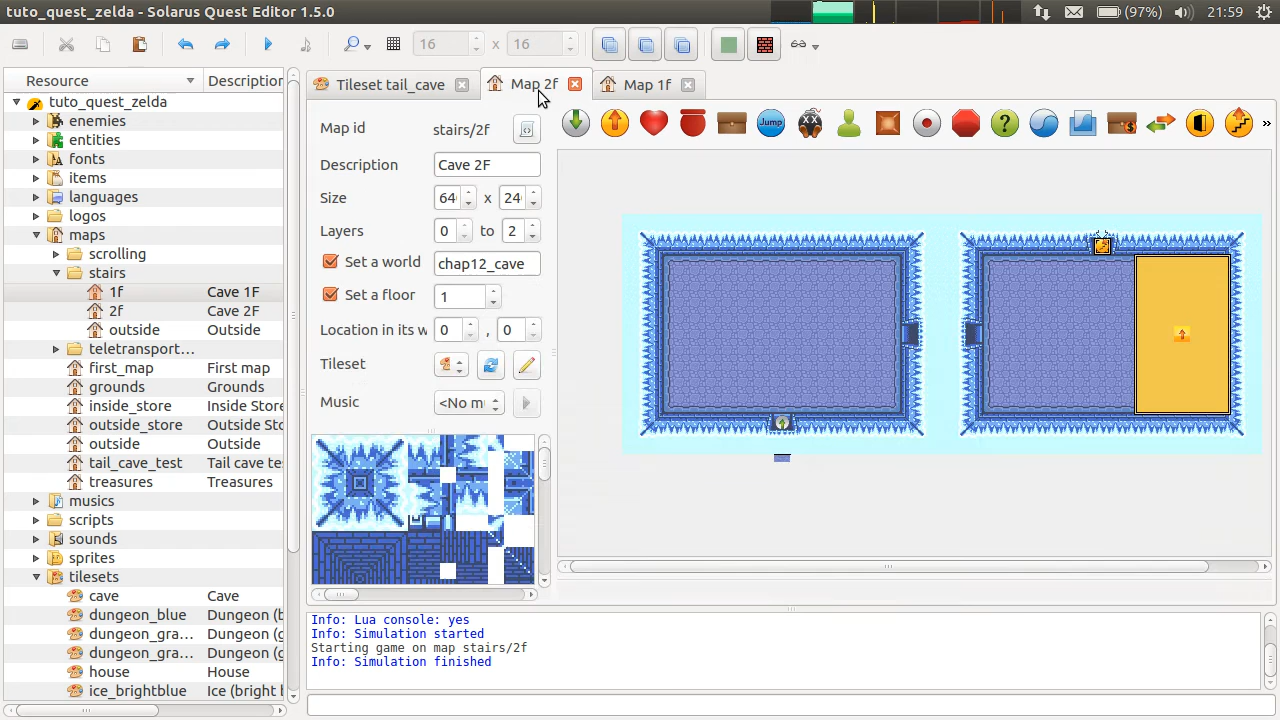 tuto_quest_zelda - Solarus Quest Editor 1.5.0
(97%)
21:59
16 x 16
Resource
Descriptio
Tileset tail_cave
Map 2f
Map 1f
tuto_quest_zelda
enemies
entities
fonts
items
languages
logos
maps
scrolling
stairs
1f Cave 1F
2f Cave 2F
outside Outside
teletransport...
first_map First map
grounds Grounds
inside_store Inside Store
outside_store Outside Sto
outside Outside
tail_cave_test Tail cave te
treasures Treasures
musics
scripts
sounds
sprites
tilesets
cave Cave
dungeon_blue Dungeon (b
dungeon_gra... Dungeon (g
dungeon_gra... Dungeon (g
house House
ice_brightblue Ice (bright b
Map id stairs/2f
Description Cave 2F
Size 64 x 24
Layers 0 to 2
Set a world chap12_cave
Set a floor 1
Location in its w 0 , 0
Tileset
Music <No m
Jump
?
»
Info: Lua console: yes
Info: Simulation started
Starting game on map stairs/2f
Info: Simulation finished